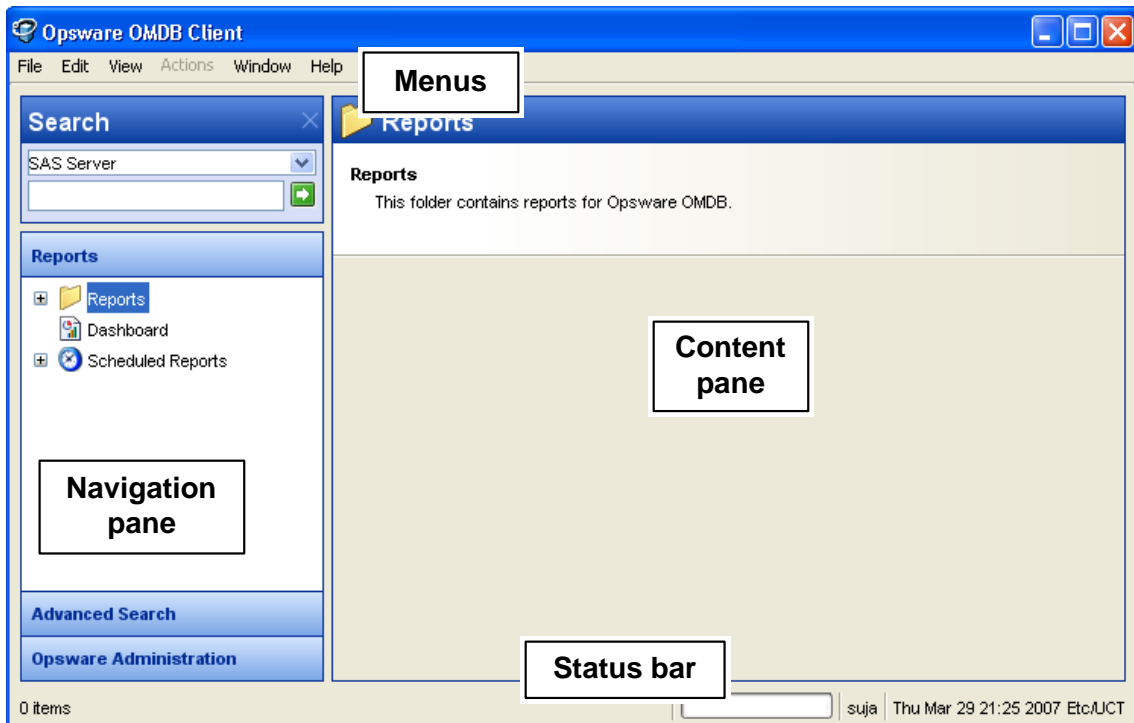 Opsware OMDB Client
File Edit View Actions Window Help
Menus
Search
Reports
SAS Server
Reports
This folder contains reports for Opsware OMDB.
Reports
Reports
Dashboard
Scheduled Reports
Content
pane
Navigation
pane
Advanced Search
Opsware Administration
Status bar
0 items
suja
Thu Mar 29 21:25 2007 Etc/UCT